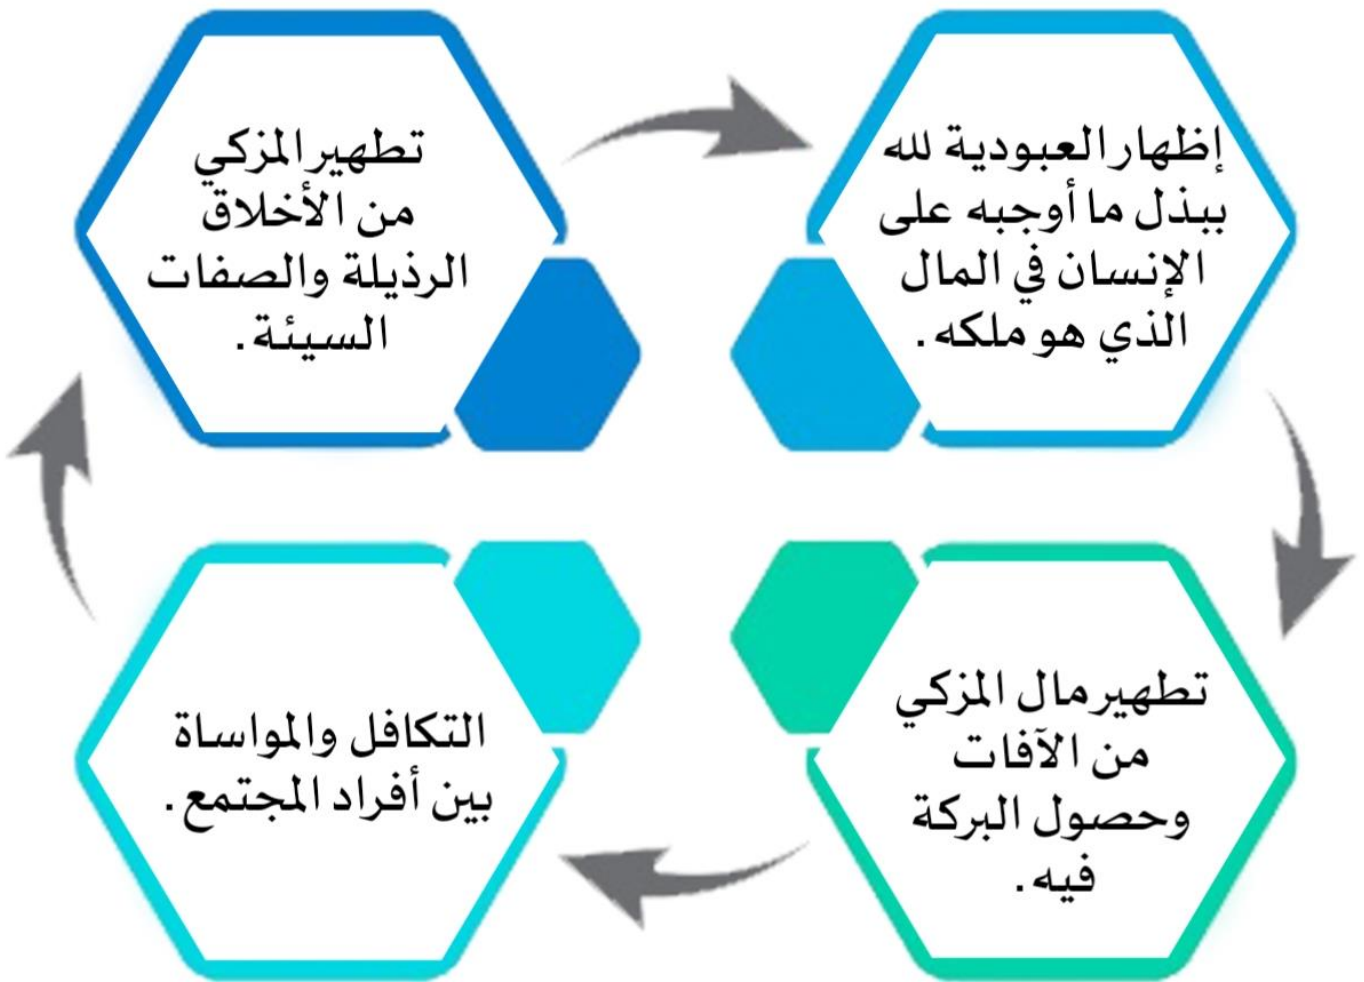 إظهار العبودية لله
ببذل ما أوجبه على
الإنسان في المال
الذي هو ملكه.
تطهير المزكي
من الأخلاق
الرذيلة والصفات
السيئة.
تطهير مال المزكي
من الآفات
وحصول البركة
فيه.
التكافل والمواساة
بين أفراد المجتمع.